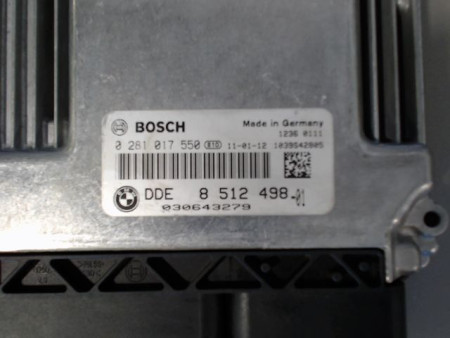 BOSCH
Made in Germany
1236 0111
0 281 017 550 11-01-12 1039S42905
DDE 8 512 498-01
030643279